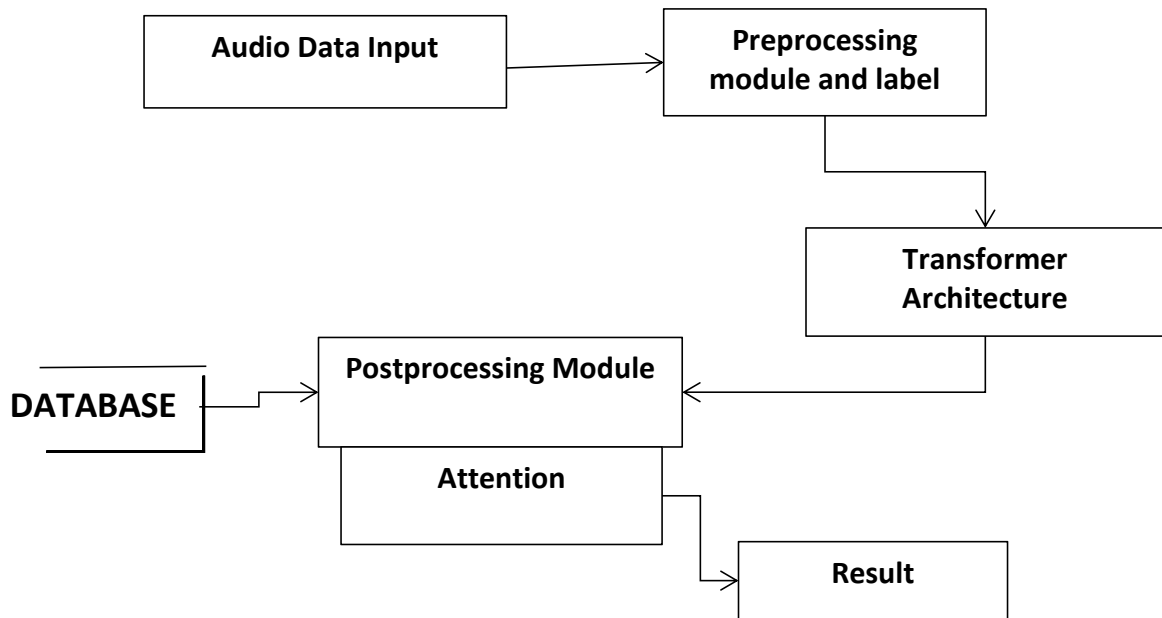 Audio Data Input
Preprocessing
module and label
Transformer
Architecture
Postprocessing Module
DATABASE
Attention
Result